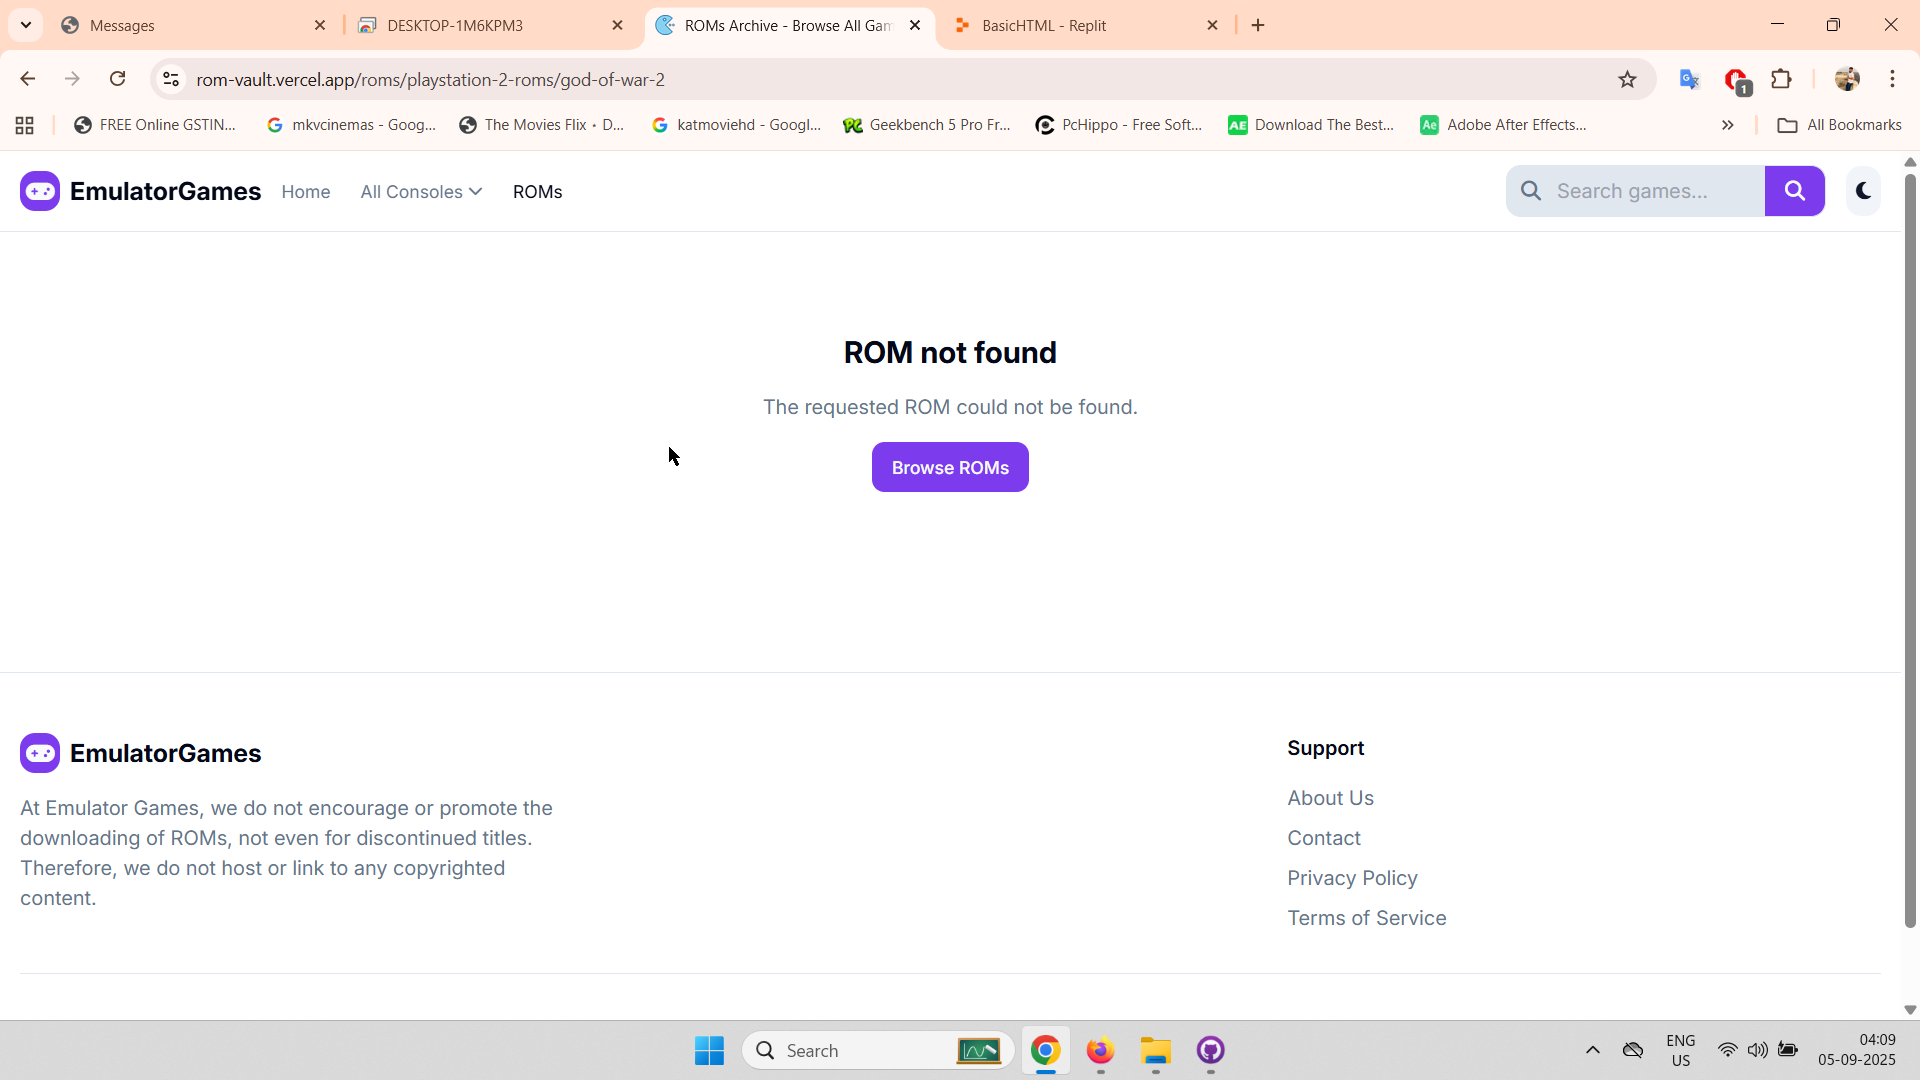 Messages
DESKTOP-1M6KPM3
ROMs Archive - Browse All Gam
BasicHTML - Replit
rom-vault.vercel.app/roms/playstation-2-roms/god-of-war-2
1
FREE Online GSTIN...
mkvcinemas - Goog...
The Movies Flix • D...
katmoviehd - Googl...
Geekbench 5 Pro Fr...
PcHippo - Free Soft...
AE Download The Best...
Ae Adobe After Effects...
All Bookmarks
EmulatorGames
Home
All Consoles
ROMs
Search games...
ROM not found
The requested ROM could not be found.
Browse ROMs
EmulatorGames
At Emulator Games, we do not encourage or promote the
downloading of ROMs, not even for discontinued titles.
Therefore, we do not host or link to any copyrighted
content.
Support
About Us
Contact
Privacy Policy
Terms of Service
Search
ENG
US
04:09
05-09-2025